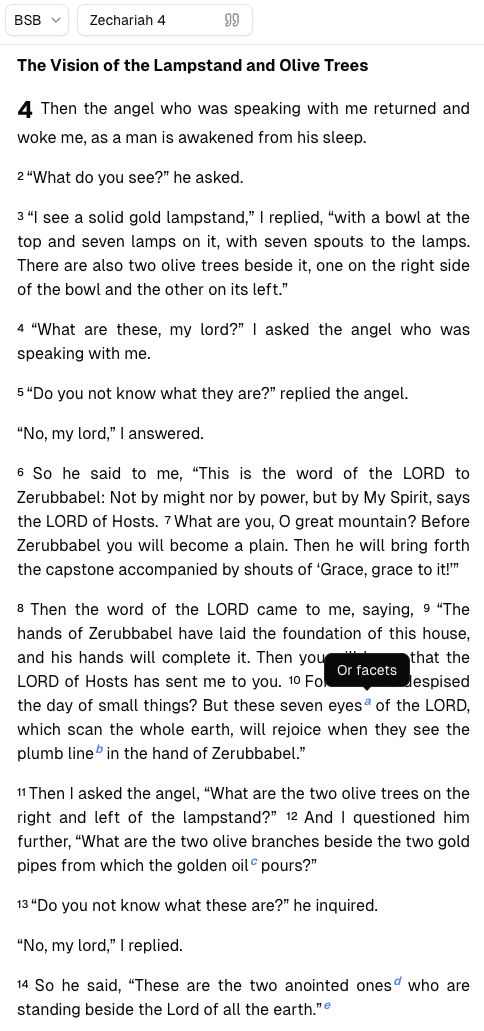 BSB
Zechariah 4
The Vision of the Lampstand and Olive Trees
4 Then the angel who was speaking with me returned and
woke me, as a man is awakened from his sleep.
2 “What do you see?” he asked.
3 “I see a solid gold lampstand,” I replied, “with a bowl at the
top and seven lamps on it, with seven spouts to the lamps.
There are also two olive trees beside it, one on the right side
of the bowl and the other on its left.”
4 “What are these, my lord?” I asked the angel who was
speaking with me.
5 “Do you not know what they are?” replied the angel.
“No, my lord,” I answered.
6 So he said to me, “This is the word of the LORD to
Zerubbabel: Not by might nor by power, but by My Spirit, says
the LORD of Hosts. 7 What are you, O great mountain? Before
Zerubbabel you will become a plain. Then he will bring forth
the capstone accompanied by shouts of ‘Grace, grace to it!’”
8 Then the word of the LORD came to me, saying, 9 “The
hands of Zerubbabel have laid the foundation of this house,
and his hands will complete it. Then you that the
Or facets
LORD of Hosts has sent me to you. 10 despised
the day of small things? But these seven eyes a of the LORD,
which scan the whole earth, will rejoice when they see the
plumb line b in the hand of Zerubbabel.”
11 Then I asked the angel, “What are the two olive trees on the
right and left of the lampstand?” 12 And I questioned him
further, “What are the two olive branches beside the two gold
pipes from which the golden oil c pours?”
13 “Do you not know what these are?” he inquired.
“No, my lord,” I replied.
14 So he said, “These are the two anointed ones d who are
standing beside the Lord of all the earth.” e